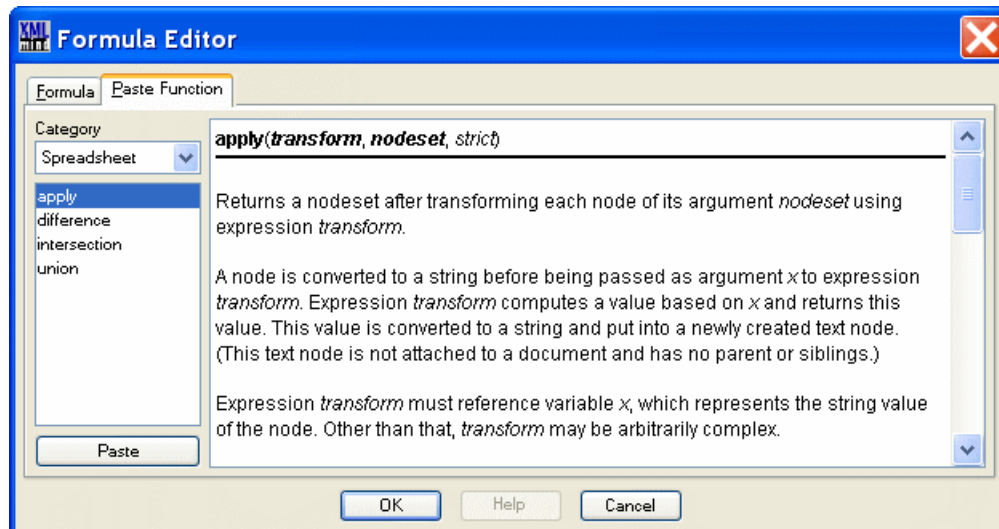 XML
mind
Formula Editor
Formula
Paste Function
Category
Spreadsheet
apply
difference
intersection
union
Paste
apply(transform, nodeset, strict)
Returns a nodeset after transforming each node of its argument nodeset using
expression transform.
A node is converted to a string before being passed as argument x to expression
transform. Expression transform computes a value based on x and returns this
value. This value is converted to a string and put into a newly created text node.
(This text node is not attached to a document and has no parent or siblings.)
Expression transform must reference variable x, which represents the string value
of the node. Other than that, transform may be arbitrarily complex.
OK
Help
Cancel